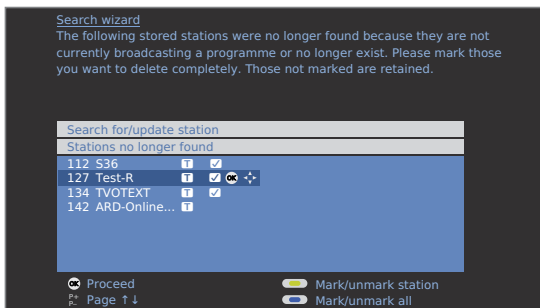 Search wizard
The following stored stations were no longer found because they are not
currently broadcasting a programme or no longer exist. Please mark those
you want to delete completely. Those not marked are retained.
Search for/update station
Stations no longer found
112 S36 T
127 Test-R T OK
134 TVOTEXT T
142 ARD-Online... T
OK Proceed Mark/unmark station
P+ P- Page ↑↓ Mark/unmark all